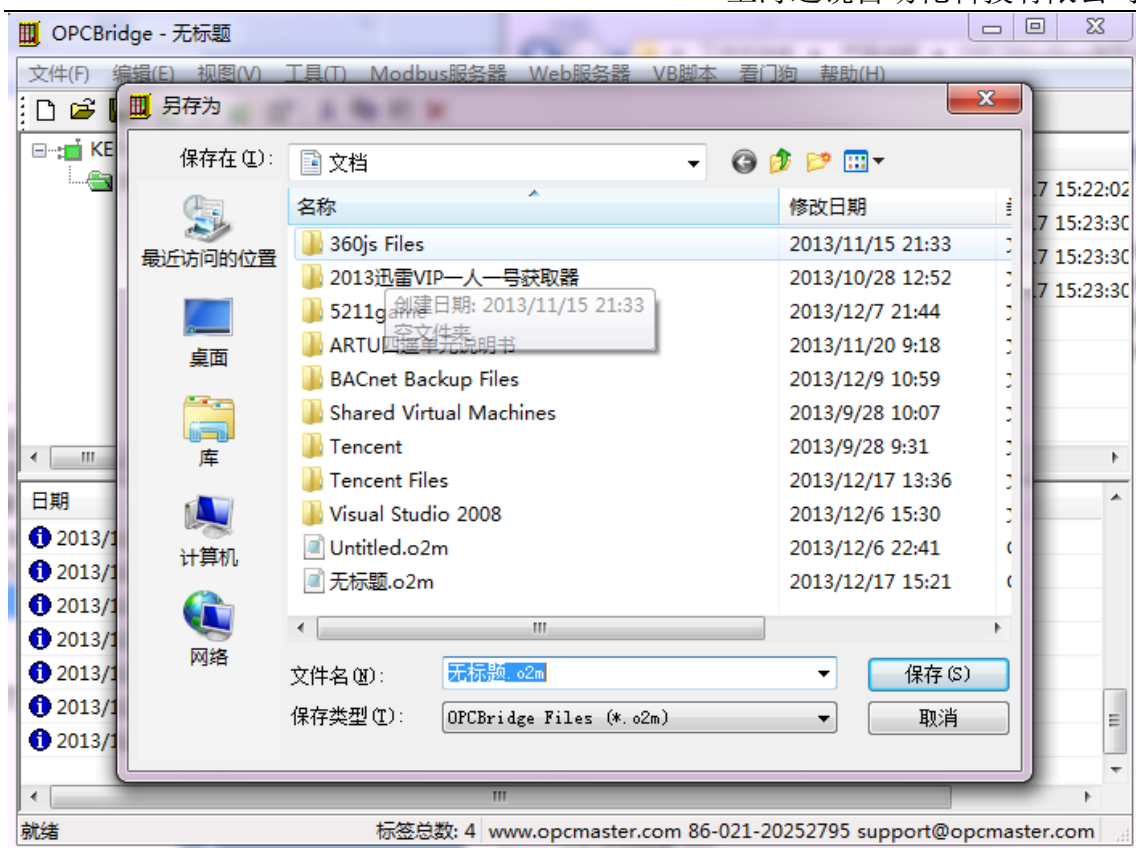 OPCBridge - 无标题
文件(F) 编辑(E) 视图(V) 工具(T) Modbus服务器 Web服务器 VB脚本 看门狗 帮助(H)
另存为
KE
保存在(I):
文档
最近访问的位置
桌面
库
计算机
网络
名称 修改日期
360js Files 2013/11/15 21:33
2013迅雷VIP一人一号获取器 2013/10/28 12:52
5211game 2013/12/7 21:44
创建日期: 2013/11/15 21:33
空文件夹
ARTU四遥单元说明书 2013/11/20 9:18
BACnet Backup Files 2013/12/9 10:59
Shared Virtual Machines 2013/9/28 10:07
Tencent 2013/9/28 9:31
Tencent Files 2013/12/17 13:36
Visual Studio 2008 2013/12/6 15:30
Untitled.o2m 2013/12/6 22:41
无标题.o2m 2013/12/17 15:21
文件名(N): 无标题.o2m 保存(S)
保存类型(T): OPCBridge Files (*.o2m) 取消
7 15:22:02
7 15:23:30
7 15:23:30
7 15:23:30
日期
2013/1
2013/1
2013/1
2013/1
2013/1
2013/1
2013/1
就绪 标签总数: 4 www.opcmaster.com 86-021-20252795 support@opcmaster.com